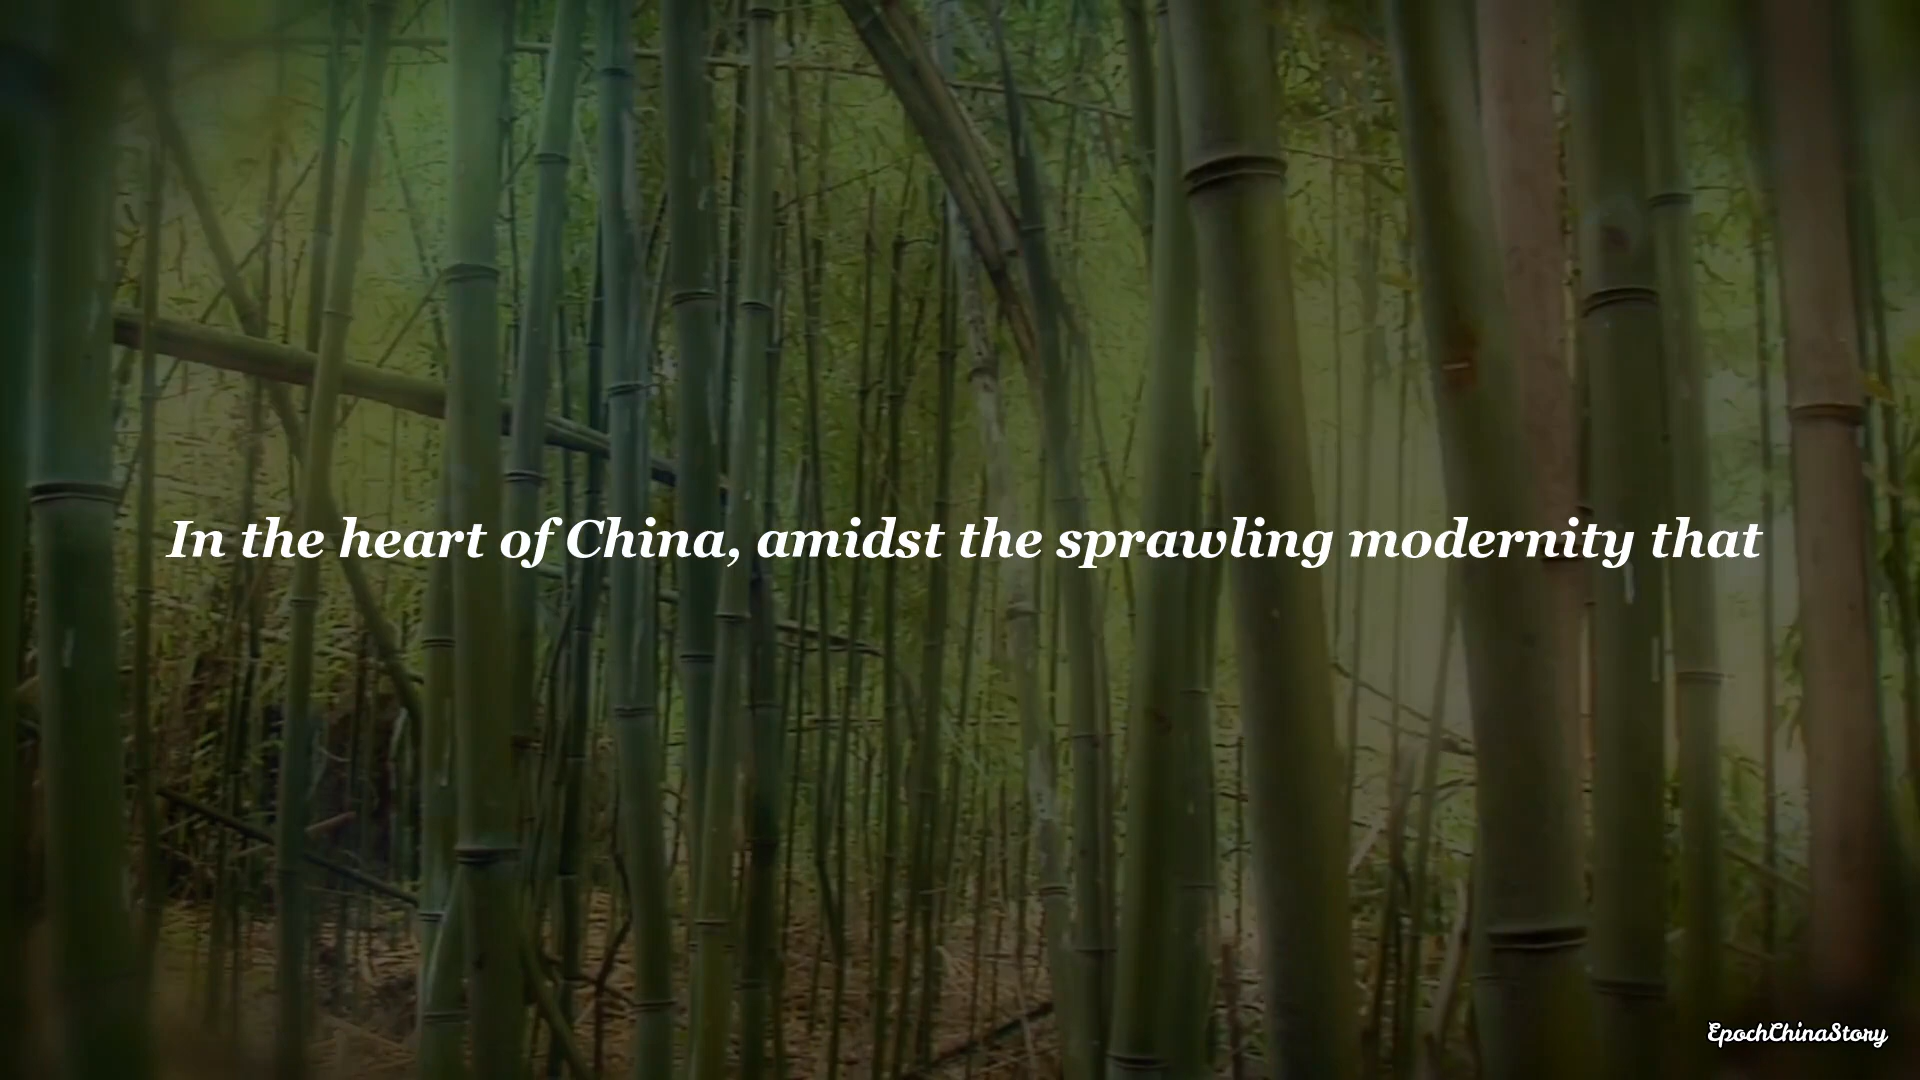 In the heart of China, amidst the sprawling modernity that
EpochChinaStory